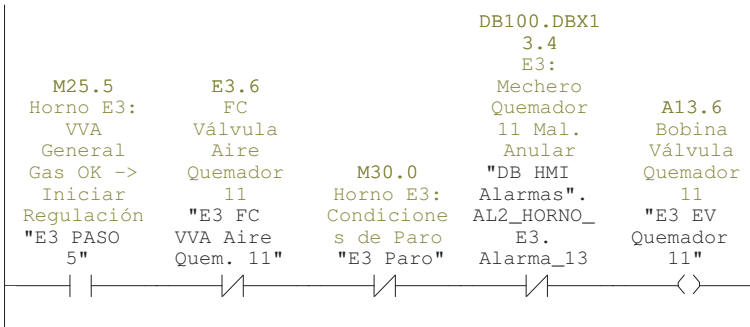 M25.5
Horno E3:
VVA
General
Gas OK ->
Iniciar
Regulación
"E3 PASO
5"
E3.6
FC
Válvula
Aire
Quemador
11
"E3 FC
VVA Aire
Quem. 11"
M30.0
Horno E3:
Condicione
s de Paro
"E3 Paro"
DB100.DBX1
3.4
E3:
Mechero
Quemador
11 Mal.
Anular
"DB HMI
Alarmas".
AL2_HORNO_
E3.
Alarma_13
A13.6
Bobina
Válvula
Quemador
11
"E3 EV
Quemador
11"